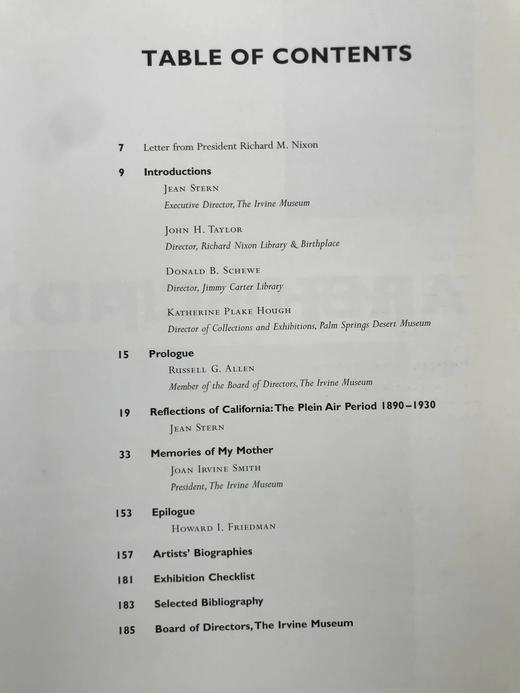 TABLE OF CONTENTS
7 Letter from President Richard M. Nixon
9 Introductions
JEAN STERN
Executive Director, The Irvine Museum
JOHN H. TAYLOR
Director, Richard Nixon Library & Birthplace
DONALD B. SCHEWE
Director, Jimmy Carter Library
KATHERINE PLAKE HOUGH
Director of Collections and Exhibitions, Palm Springs Desert Museum
15 Prologue
RUSSELL G. ALLEN
Member of the Board of Directors, The Irvine Museum
19 Reflections of California: The Plein Air Period 1890–1930
JEAN STERN
33 Memories of My Mother
JOAN IRVINE SMITH
President, The Irvine Museum
153 Epilogue
HOWARD I. FRIEDMAN
157 Artists' Biographies
181 Exhibition Checklist
183 Selected Bibliography
185 Board of Directors, The Irvine Museum